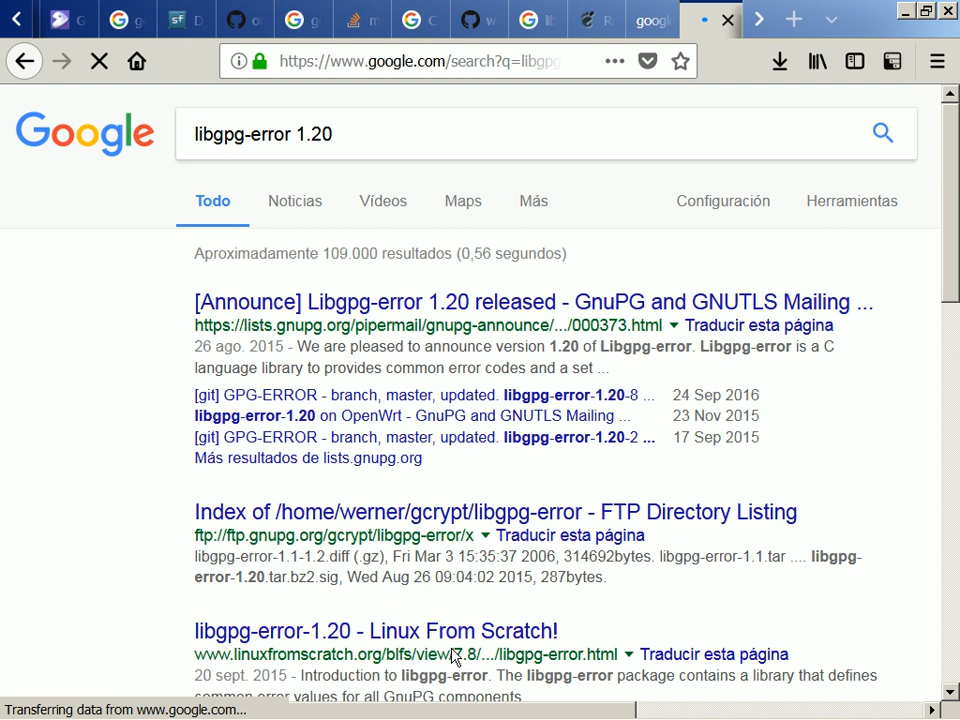 G
g
sf
D
o
g
m
C
w
lib
R
googl
https://www.google.com/search?q=libgpg
Google
libgpg-error 1.20
Todo Noticias Vídeos Maps Más Configuración Herramientas
Aproximadamente 109.000 resultados (0,56 segundos)
[Announce] Libgpg-error 1.20 released - GnuPG and GNUTLS Mailing ...
https://lists.gnupg.org/pipermail/gnupg-announce/.../000373.html Traducir esta página
26 ago. 2015 - We are pleased to announce version 1.20 of Libgpg-error. Libgpg-error is a C
language library to provides common error codes and a set ...
[git] GPG-ERROR - branch, master, updated. libgpg-error-1.20-8 ... 24 Sep 2016
libgpg-error-1.20 on OpenWrt - GnuPG and GNUTLS Mailing ... 23 Nov 2015
[git] GPG-ERROR - branch, master, updated. libgpg-error-1.20-2 ... 17 Sep 2015
Más resultados de lists.gnupg.org
Index of /home/werner/gcrypt/libgpg-error - FTP Directory Listing
ftp://ftp.gnupg.org/gcrypt/libgpg-error/x Traducir esta página
libgpg-error-1.1-1.2.diff (.gz), Fri Mar 3 15:35:37 2006, 314692bytes. libgpg-error-1.1.tar .... libgpg-
error-1.20.tar.bz2.sig, Wed Aug 26 09:04:02 2015, 287bytes.
libgpg-error-1.20 - Linux From Scratch!
www.linuxfromscratch.org/blfs/view/7.8/.../libgpg-error.html Traducir esta página
20 sept. 2015 - Introduction to libgpg-error. The libgpg-error package contains a library that defines
common error values for all GnuPG components
Transferring data from www.google.com...